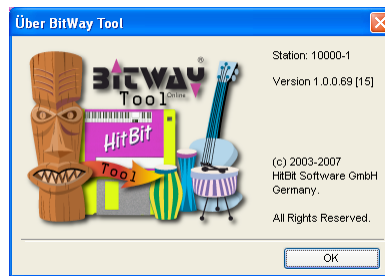 Über BitWay Tool
BitWAY ®
Tool Online
HitBit
Tool
Station: 10000-1
Version 1.0.0.69 [15]
(c) 2003-2007
HitBit Software GmbH
Germany.
All Rights Reserved.
OK